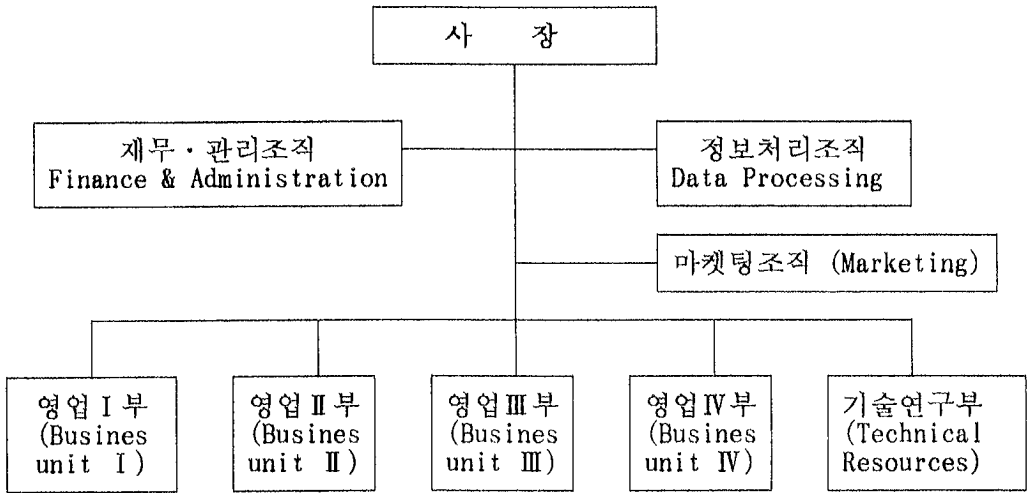 사 장
재무·관리조직
Finance & Administration
정보처리조직
Data Processing
마켓팅조직 (Marketing)
영업Ⅰ부
(Busines
unit Ⅰ)
영업Ⅱ부
(Busines
unit Ⅱ)
영업Ⅲ부
(Busines
unit Ⅲ)
영업Ⅳ부
(Busines
unit Ⅳ)
기술연구부
(Technical
Resources)